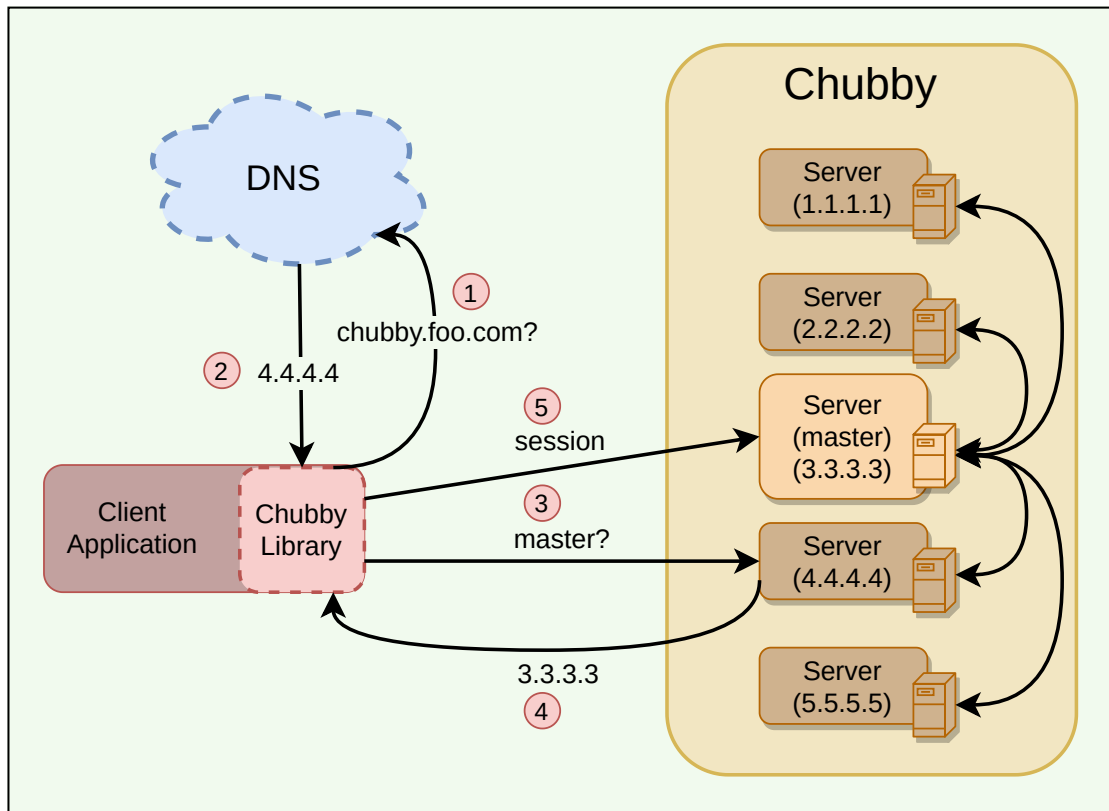 Chubby
DNS
Server
(1.1.1.1)
1
chubby.foo.com?
2
4.4.4.4
Server
(2.2.2.2)
5
session
Server
(master)
(3.3.3.3)
Client
Application
Chubby
Library
3
master?
Server
(4.4.4.4)
3.3.3.3
4
Server
(5.5.5.5)